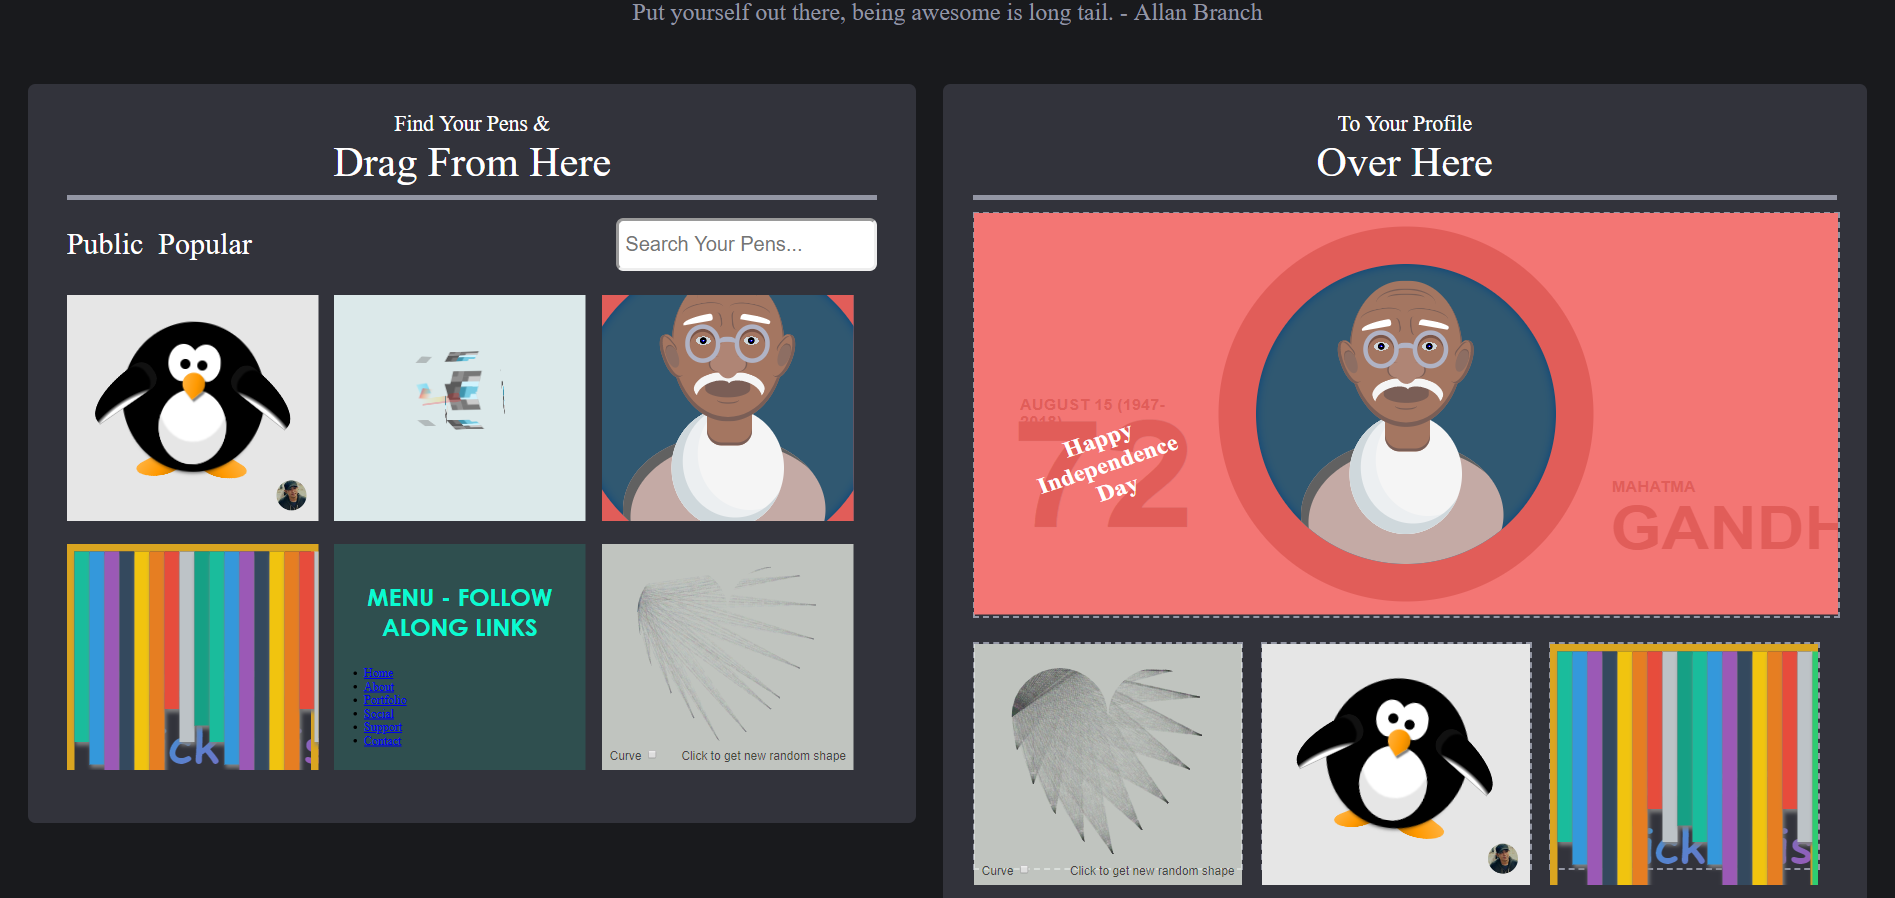 Put yourself out there, being awesome is long tail. - Allan Branch
Find Your Pens &
Drag From Here
Public Popular
Search Your Pens...
MENU - FOLLOW
ALONG LINKS
Home
About
Portfolio
Social
Support
Contact
ick
Curve
Click to get new random shape
To Your Profile
Over Here
AUGUST 15 (1947-
2018)
72
Happy
Independence
Day
MAHATMA
GANDH
Curve
Click to get new random shape
ick is